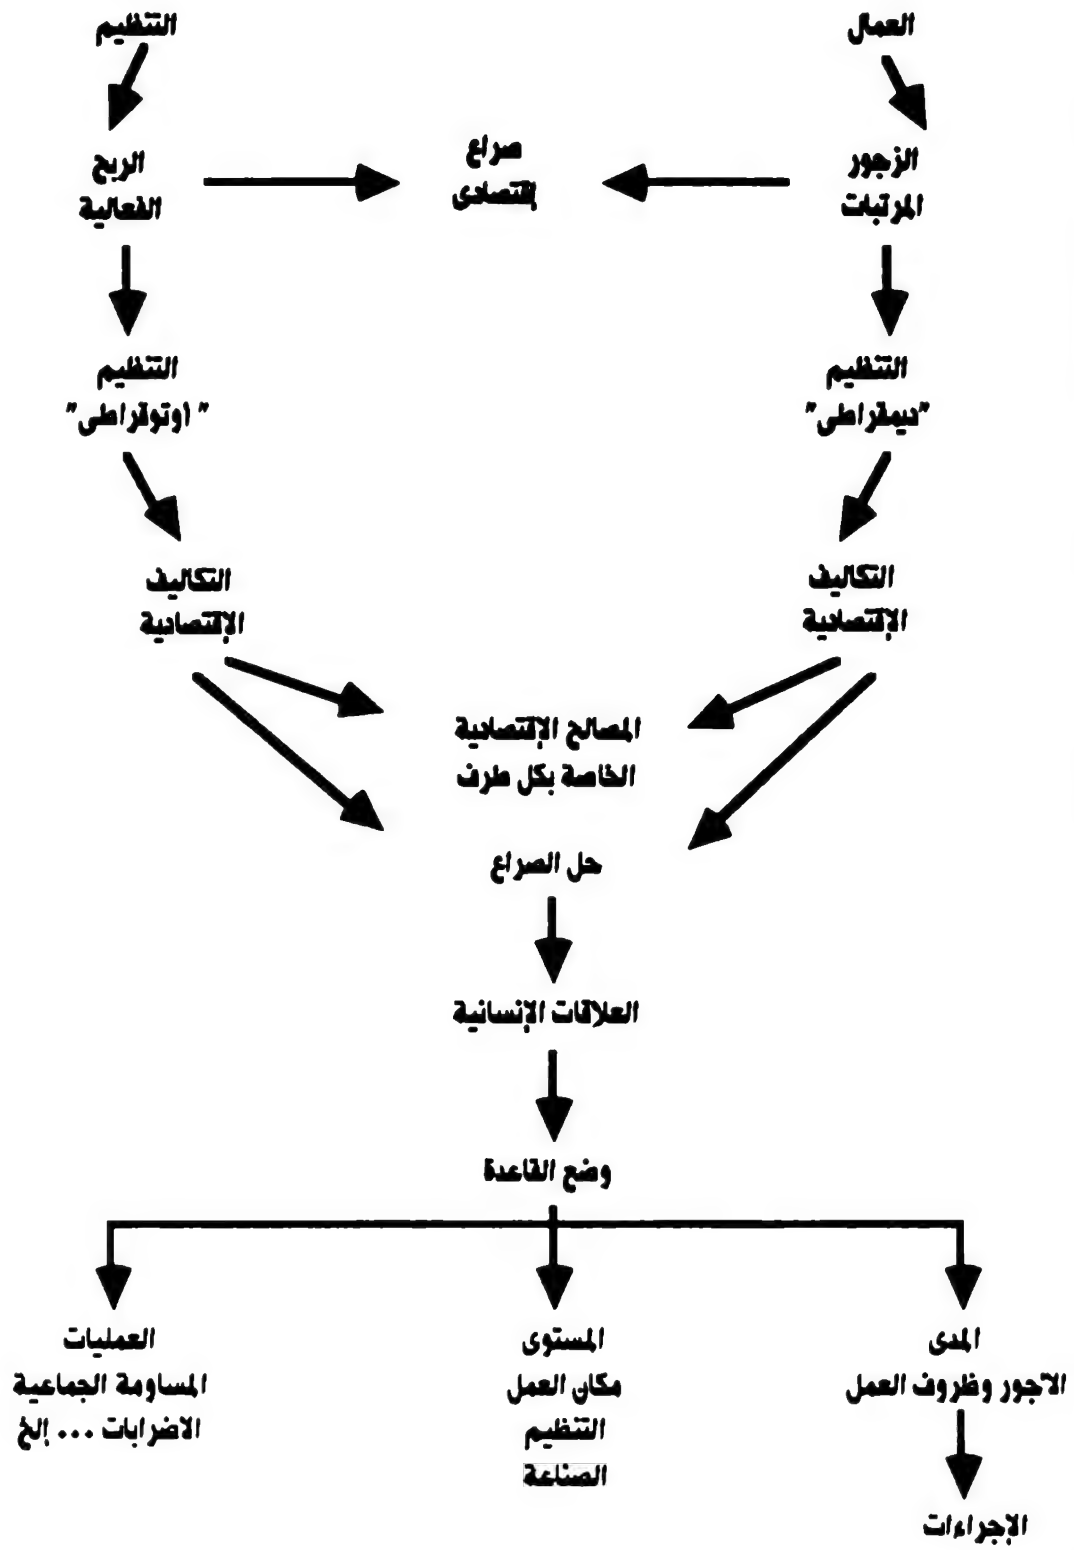 العمال
التنظيم
الزجور
المرتبات
صراع
إقتصادى
الربح
الفعالية
التنظيم
"ديمقراطى"
التنظيم
" أوتوقراطى"
التكاليف
الإقتصادية
التكاليف
الإقتصادية
المصالح الإقتصادية
الخاصة بكل طرف
حل الصراع
العلاقات الإنسانية
وضع القاعدة
المدى
الأجور وظروف العمل
الإجراءات
المستوى
مكان العمل
التنظيم
الصناعة
العمليات
المساومة الجماعية
الاضرابات ... إلخ